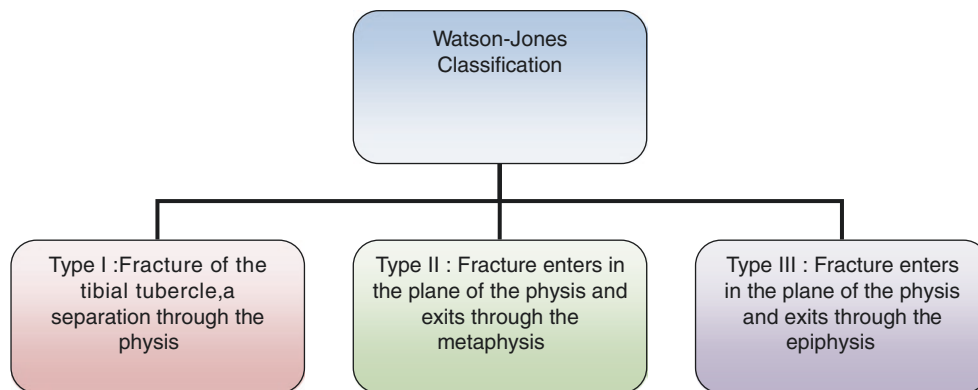 Watson-Jones
Classification
Type I :Fracture of the
tibial tubercle,a
separation through the
physis
Type II : Fracture enters in
the plane of the physis and
exits through the
metaphysis
Type III : Fracture enters
in the plane of the physis
and exits through the
epiphysis